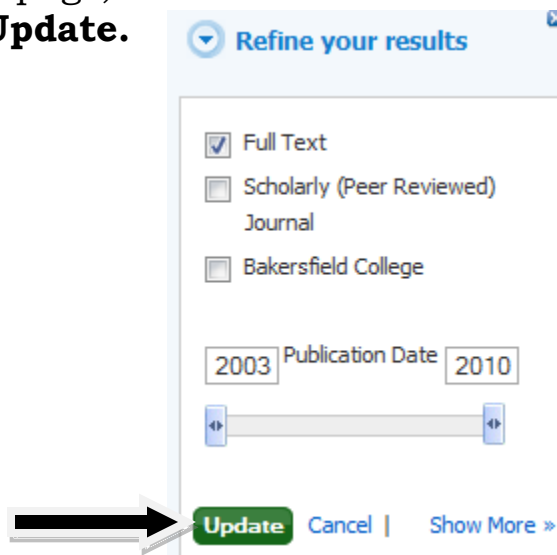 page,
Update.
Refine your results
Full Text
Scholarly (Peer Reviewed)
Journal
Bakersfield College
2003 Publication Date 2010
Update Cancel | Show More »